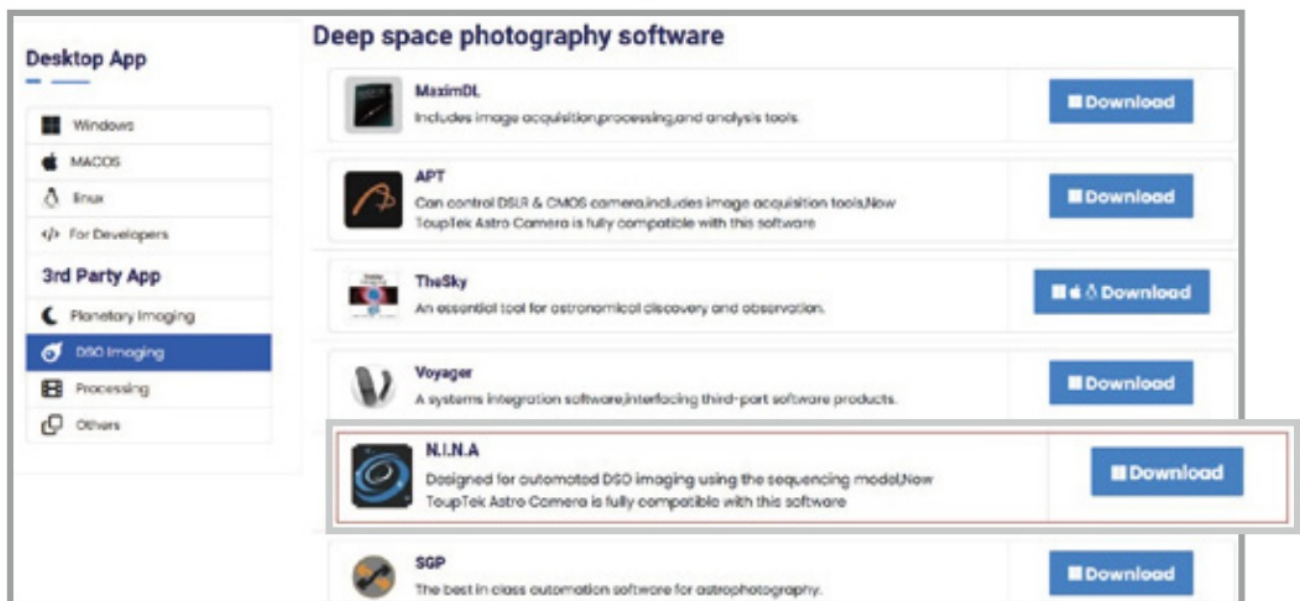 Desktop App
Windows
MACOS
linux
</> For Developers
3rd Party App
Planetary Imaging
DSO Imaging
Processing
Others
Deep space photography software
MaximDL
Includes image acquisition,processing,and analysis tools.
Download
APT
Can control DSLR & CMOS camera,includes image acquisition tools,Now
ToupTek Astro Camera is fully compatible with this software
Download
TheSky
An essential tool for astronomical discovery and observation.
Download
Voyager
A systems integration software,interfacing third-part software products.
Download
N.I.N.A
Designed for automated DSO imaging using the sequencing model,Now
ToupTek Astro Camera is fully compatible with this software
Download
SGP
The best in class automation software for astrophotography.
Download